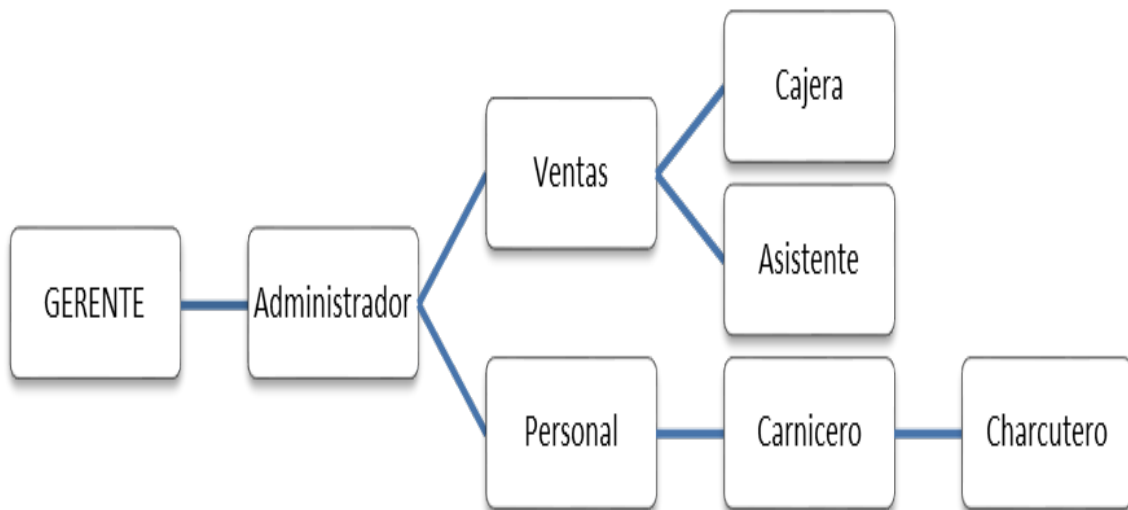 GERENTE
Administrador
Ventas
Cajera
Asistente
Personal
Carnicero
Charcutero